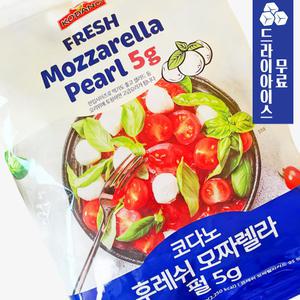 KODANO
FRESH
Mozzarella
Pearl 5g
무료
드라이아이스
코다노
후레쉬 모짜렐라
펄 5g